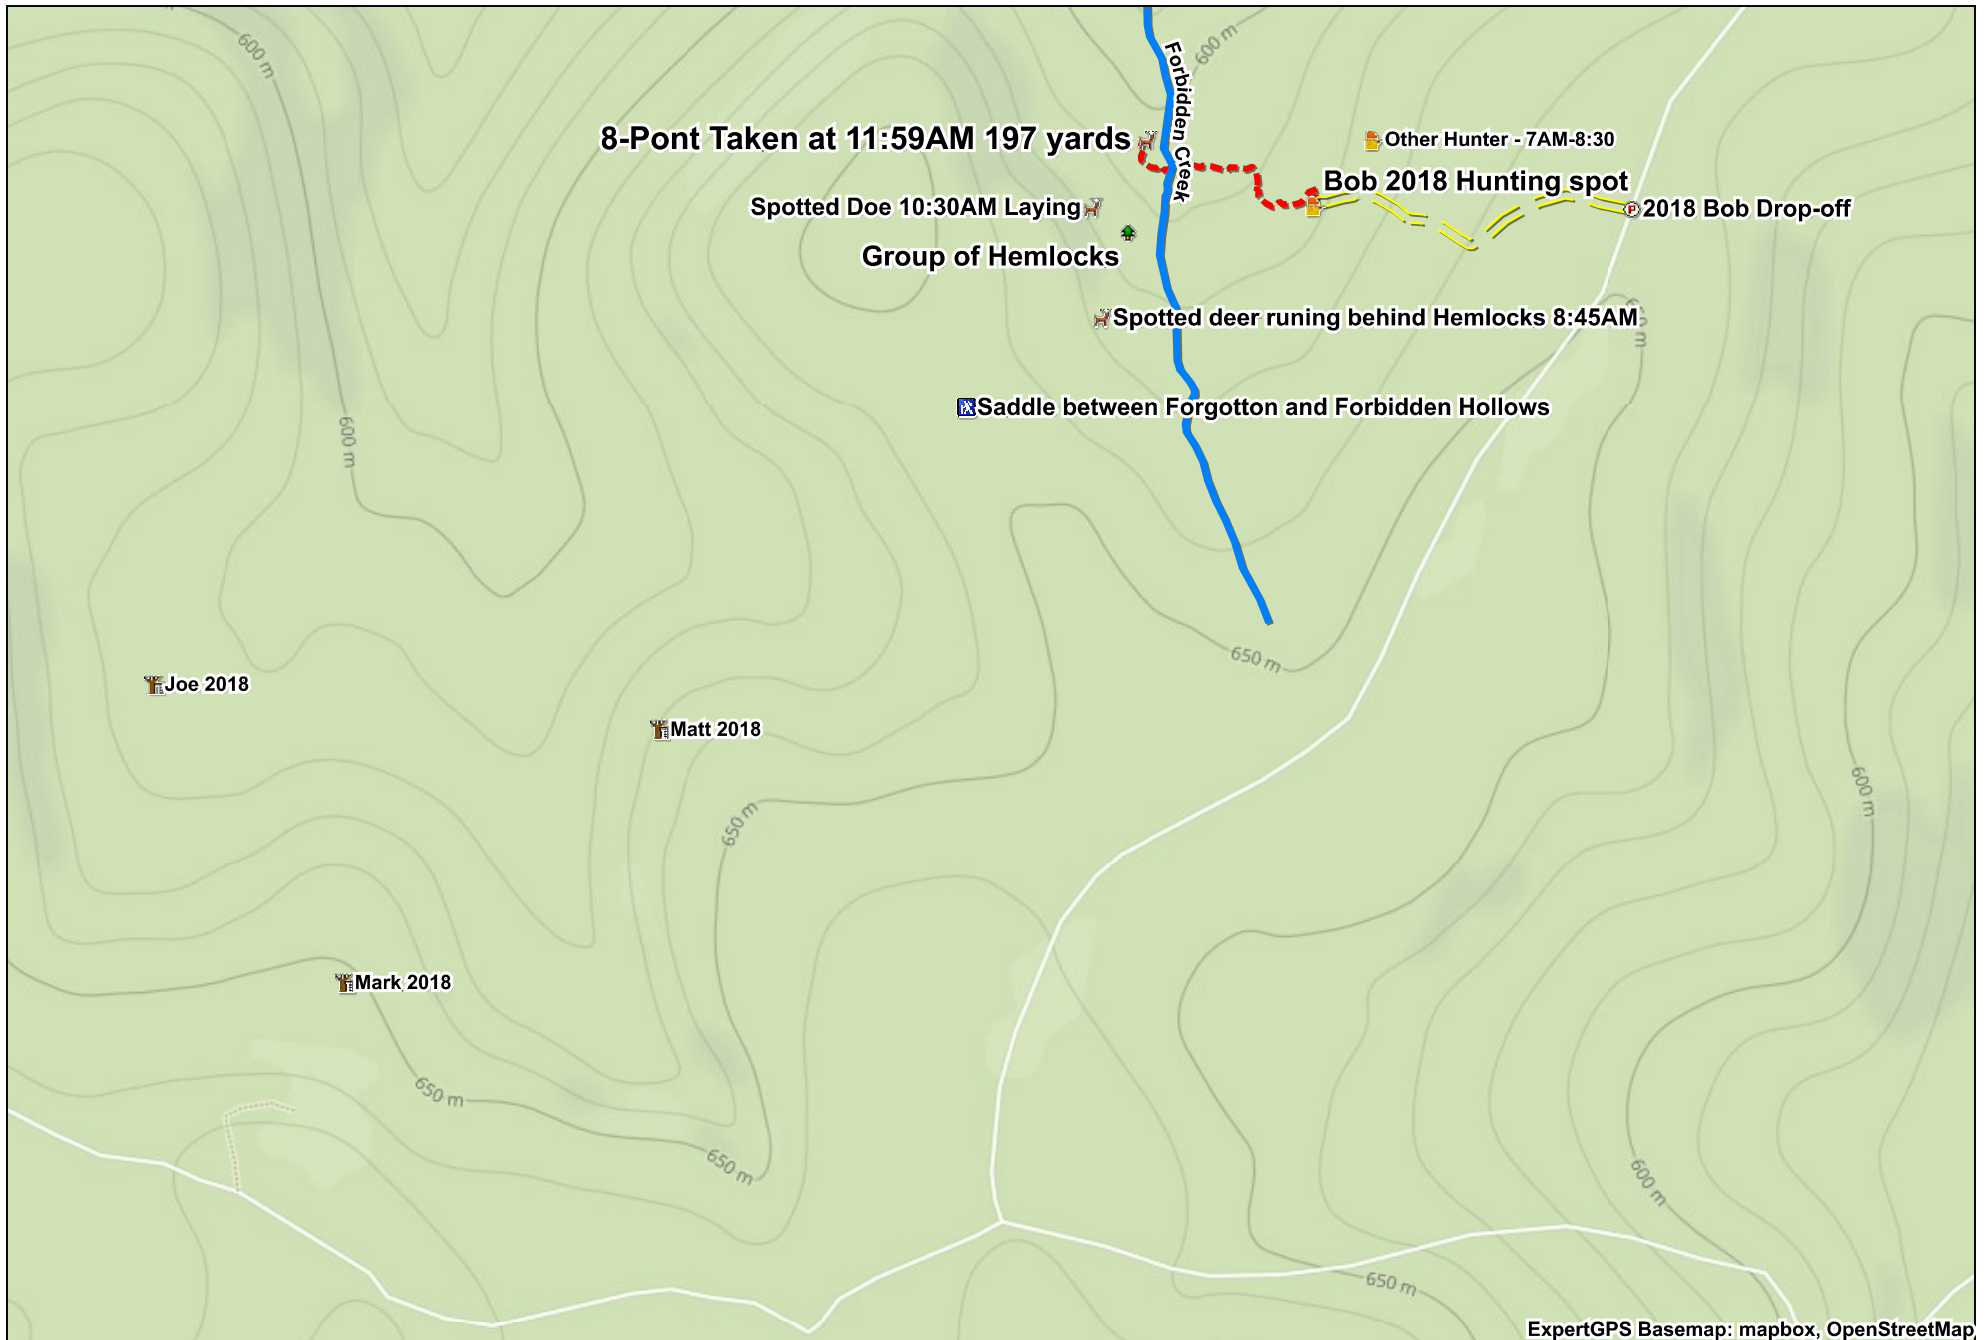 600 m
600 m
Forbidden Creek
8-Pont Taken at 11:59AM 197 yards
Other Hunter - 7AM-8:30
Bob 2018 Hunting spot
Spotted Doe 10:30AM Laying
P
2018 Bob Drop-off
Group of Hemlocks
Spotted deer runing behind Hemlocks 8:45AM
Saddle between Forgotton and Forbidden Hollows
600 m
650 m
Joe 2018
Matt 2018
600 m
650 m
Mark 2018
650 m
650 m
600 m
650 m
ExpertGPS Basemap: mapbox, OpenStreetMap